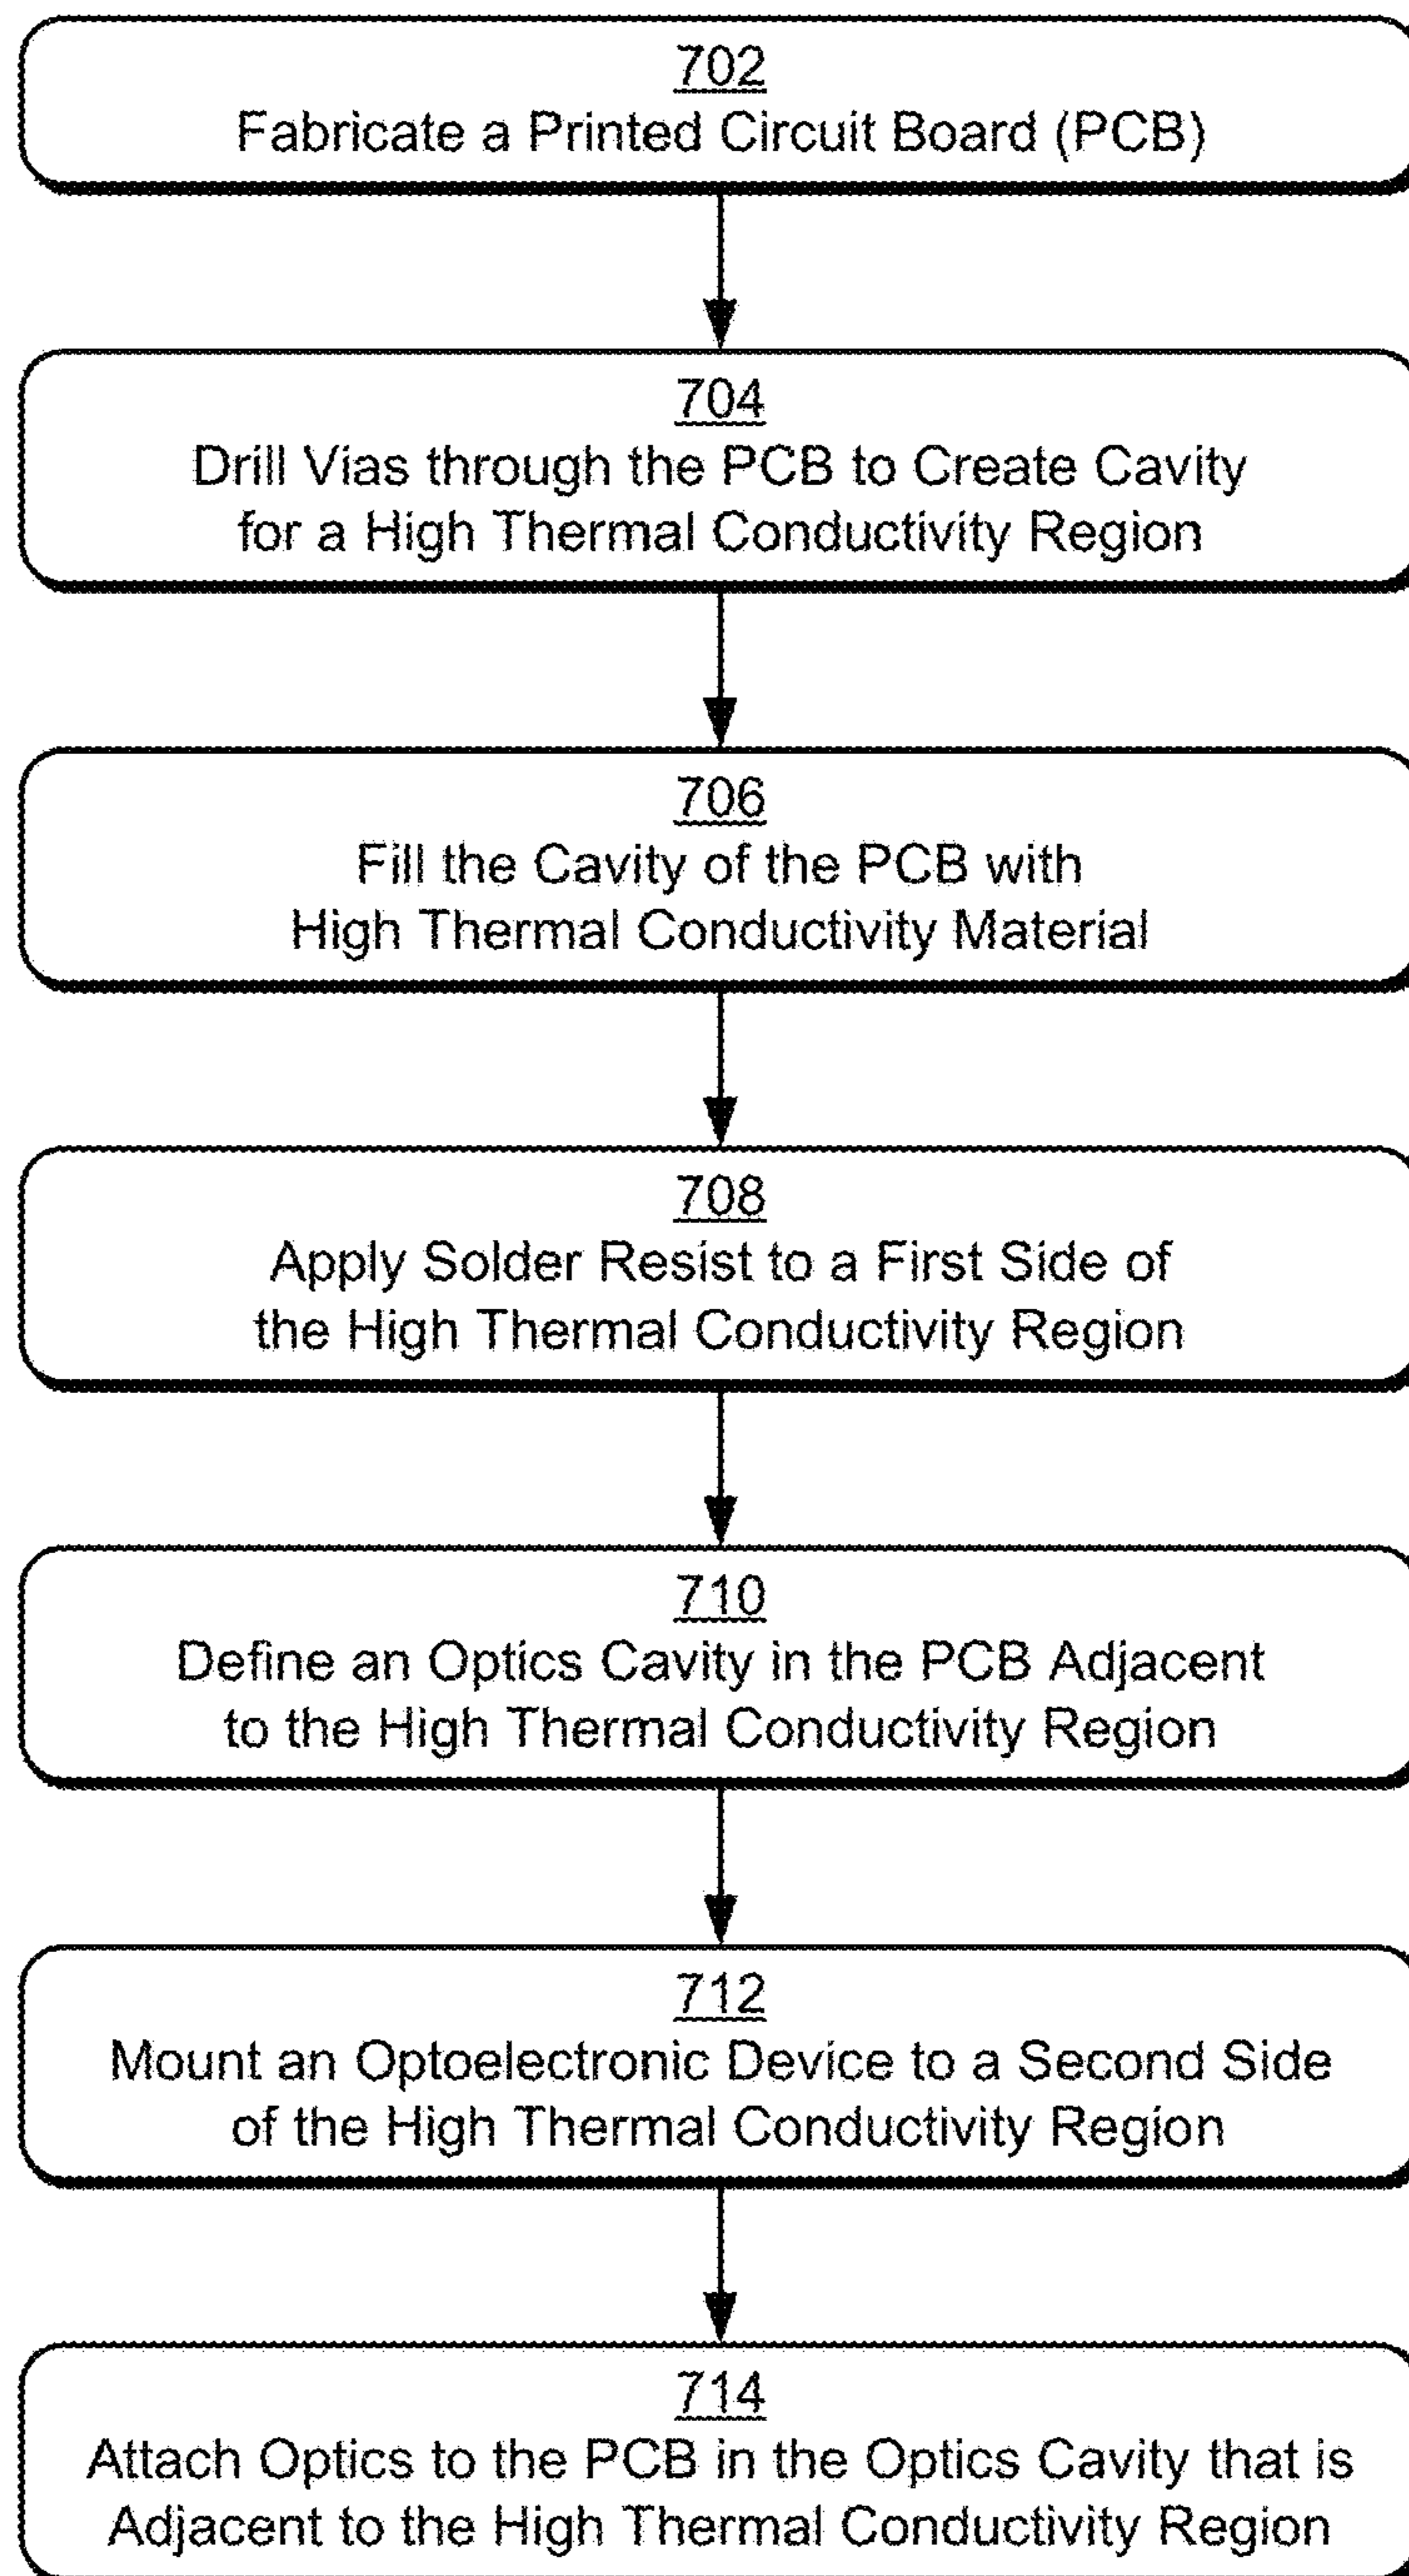 702
Fabricate a Printed Circuit Board (PCB)
704
Drill Vias through the PCB to Create Cavity
for a High Thermal Conductivity Region
706
Fill the Cavity of the PCB with
High Thermal Conductivity Material
708
Apply Solder Resist to a First Side of
the High Thermal Conductivity Region
710
Define an Optics Cavity in the PCB Adjacent
to the High Thermal Conductivity Region
712
Mount an Optoelectronic Device to a Second Side
of the High Thermal Conductivity Region
714
Attach Optics to the PCB in the Optics Cavity that is
Adjacent to the High Thermal Conductivity Region